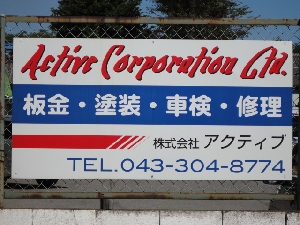 Active Corporation Ltd.
板金・塗装・車検・修理
株式会社 アクティブ
TEL.043-304-8774